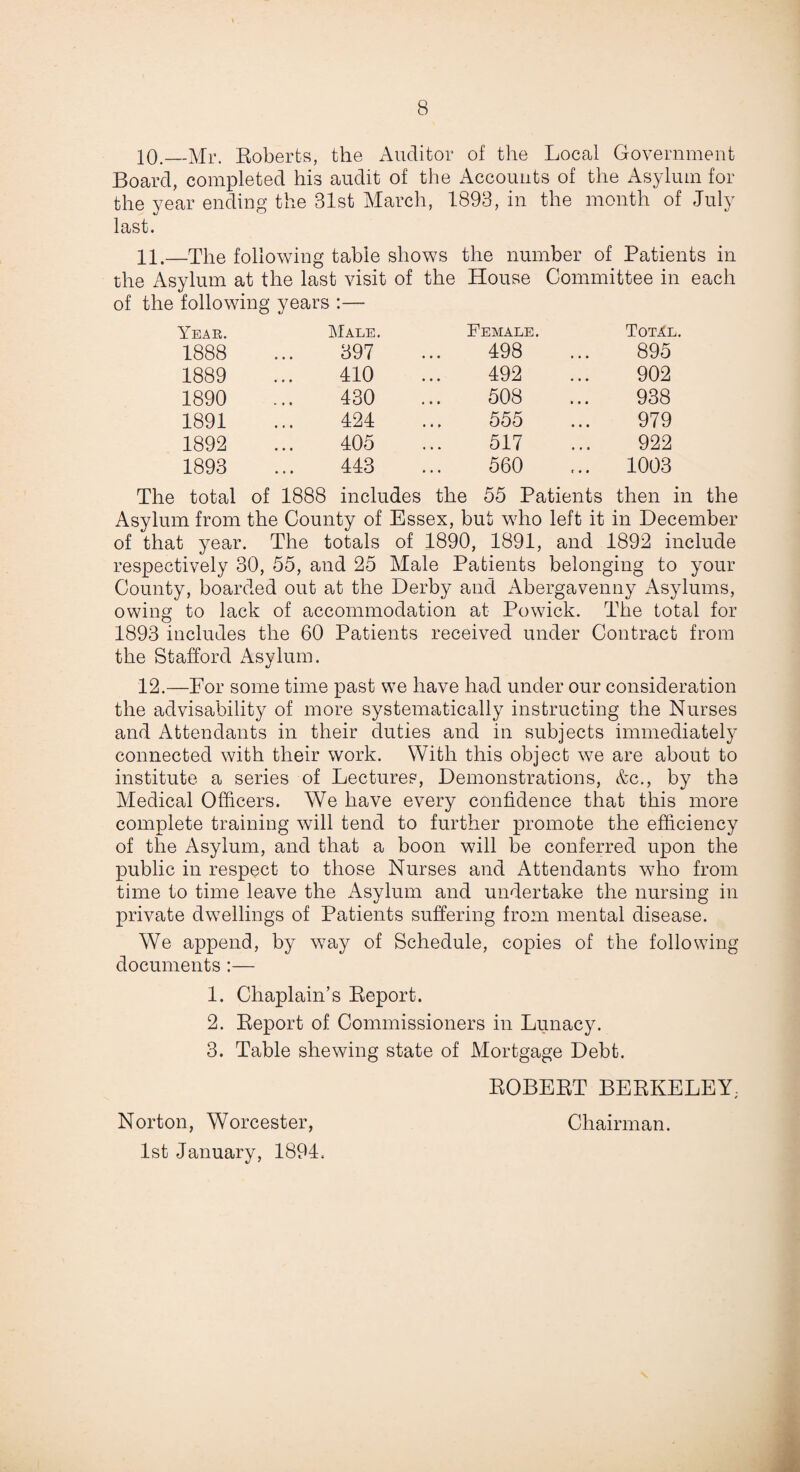 8
10.—Mr. Roberts, the Auditor of the Local Government
Board, completed his audit of the Accounts of the Asylum for
the year ending the 31st March, 1893, in the month of July
last.
11.—The following table shows the number of Patients in
the Asylum at the last visit of the House Committee in each
of the following years :—
YEAR. MALE. FEMALE. TOTAL.
1888 ... 397 ... 498 ... 895
1889 ... 410 ... 492 ... 902
1890 ... 430 ... 508 ... 938
1891 ... 424 ... 555 ... 979
1892 ... 405 ... 517 ... 922
1893 ... 443 ... 560 ... 1003
The total of 1888 includes the 55 Patients then in the
Asylum from the County of Essex, but who left it in December
of that year. The totals of 1890, 1891, and 1892 include
respectively 30, 55, and 25 Male Patients belonging to your
County, boarded out at the Derby and Abergavenny Asylums,
owing to lack of accommodation at Powick. The total for
1893 includes the 60 Patients received under Contract from
the Stafford Asylum.
12.—For some time past we have had under our consideration
the advisability of more systematically instructing the Nurses
and Attendants in their duties and in subjects immediately
connected with their work. With this object we are about to
institute a series of Lectures, Demonstrations, &c., by the
Medical Officers. We have every confidence that this more
complete training will tend to further promote the efficiency
of the Asylum, and that a boon will be conferred upon the
public in respect to those Nurses and Attendants who from
time to time leave the Asylum and undertake the nursing in
private dwellings of Patients suffering from mental disease.
We append, by way of Schedule, copies of the following
documents :—
1. Chaplain's Report.
2. Report of Commissioners in Lunacy.
3. Table shewing state of Mortgage Debt.
ROBERT BERKELEY,
Norton, Worcester, Chairman.
1st January, 1894.